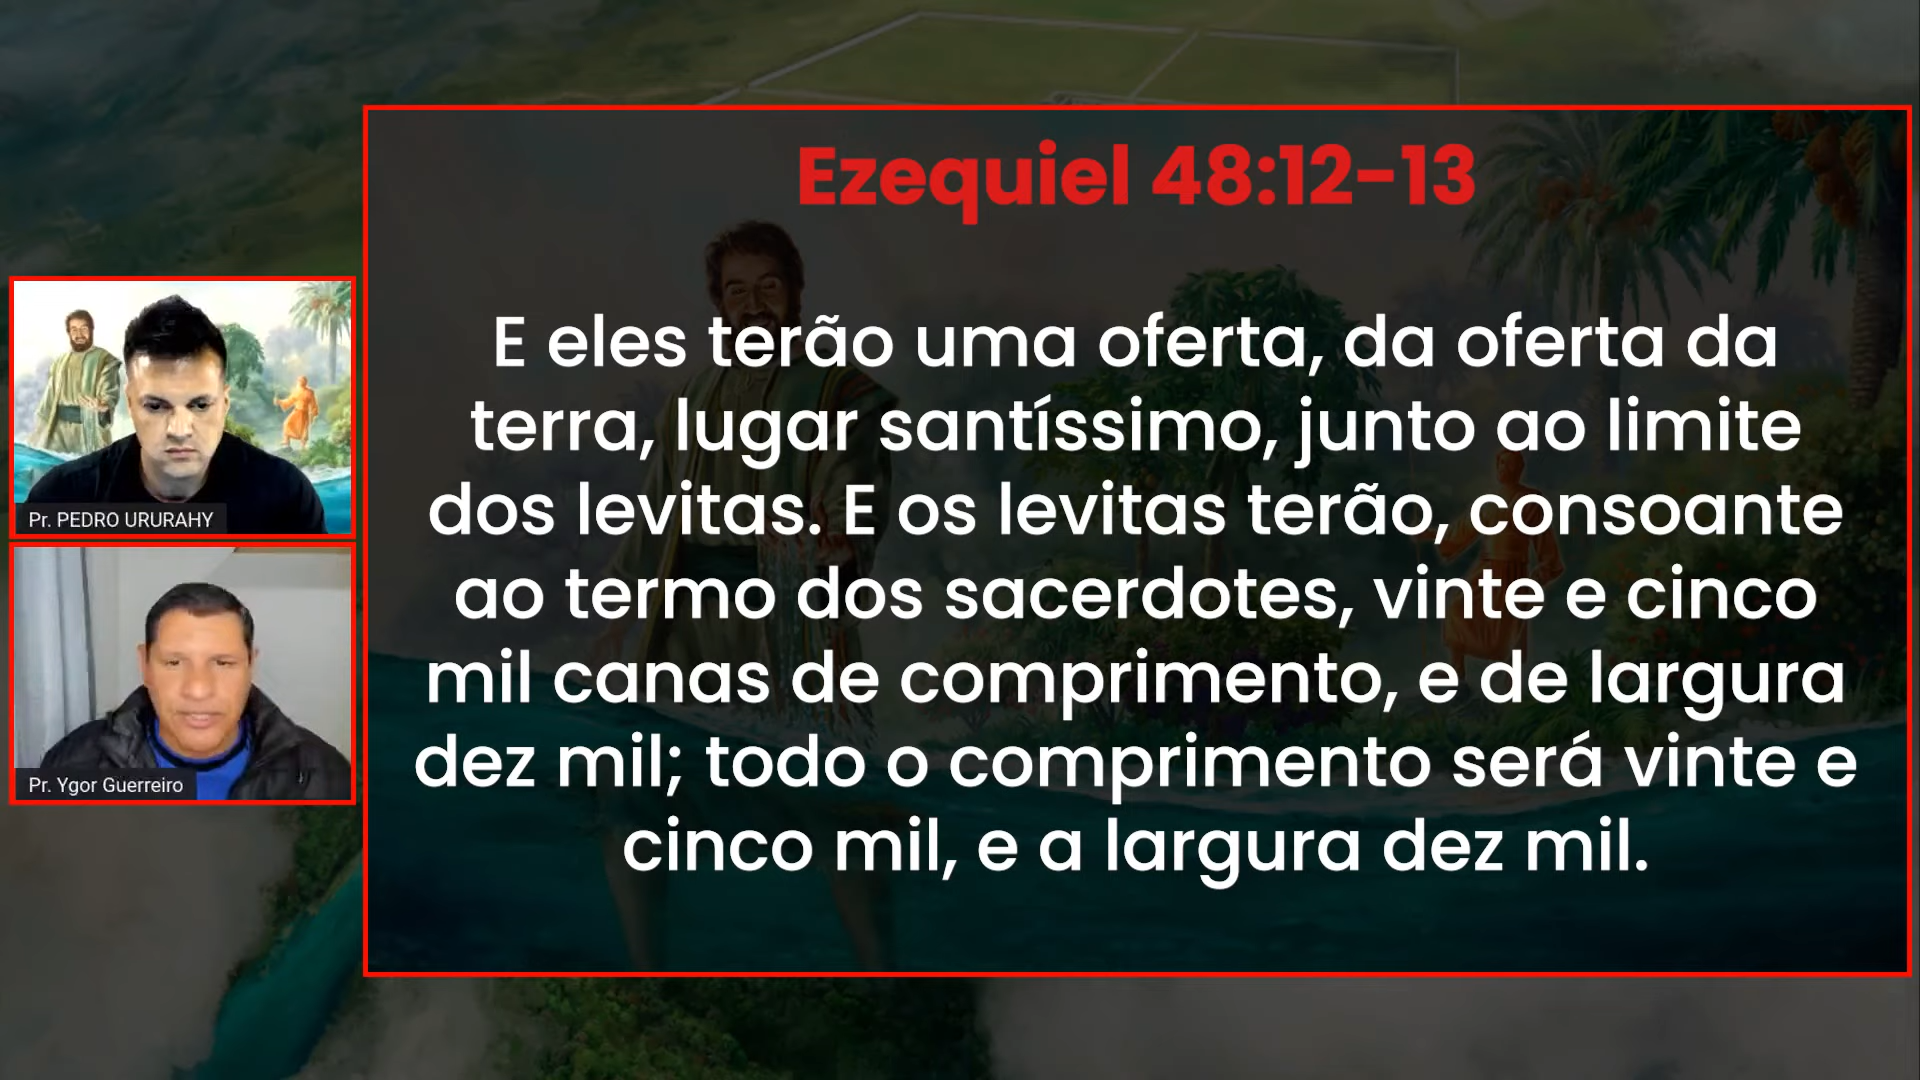 Ezequiel 48:12-13
E eles terão uma oferta, da oferta da
terra, lugar santíssimo, junto ao limite
dos levitas. E os levitas terão, consoante
ao termo dos sacerdotes, vinte e cinco
mil canas de comprimento, e de largura
dez mil; todo o comprimento será vinte e
cinco mil, e a largura dez mil.
Pr. PEDRO URURAHY
Pr. Ygor Guerreiro